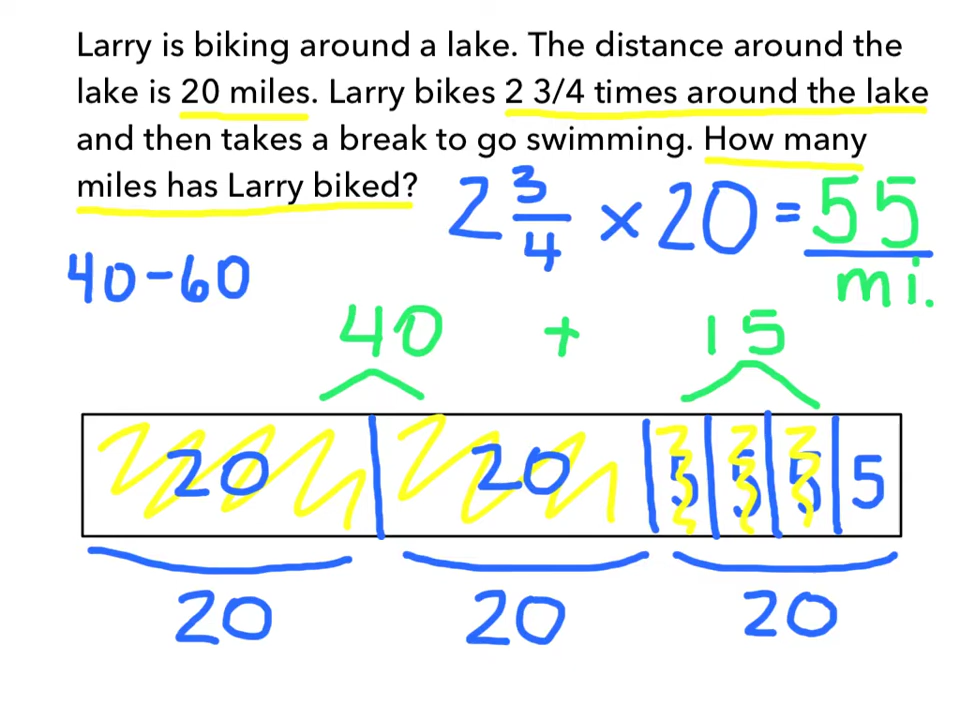 Larry is biking around a lake. The distance around the
lake is 20 miles. Larry bikes 2 3/4 times around the lake
and then takes a break to go swimming. How many
miles has Larry biked?
2 3/4 × 20 = 55
mi.
40-60
40 + 15
20 20 5 5 5 5
20 20 20